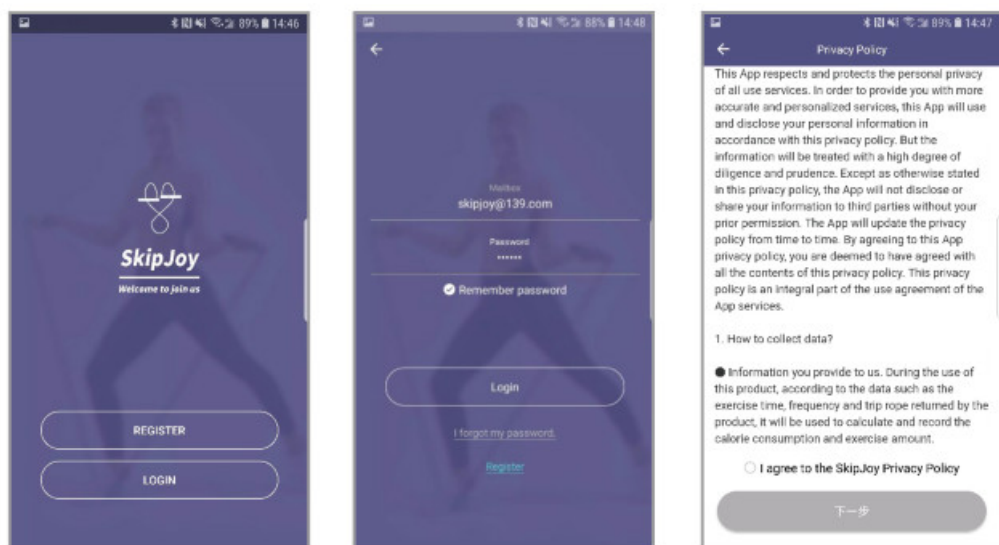 89% 14:46
SkipJoy
Welcome to join us
REGISTER
LOGIN
88% 14:48
Mailbox
skipjoy@139.com
Password
••••••
Remember password
Login
I forgot my password.
Register
89% 14:47
Privacy Policy
This App respects and protects the personal privacy
of all use services. In order to provide you with more
accurate and personalized services, this App will use
and disclose your personal information in
accordance with this privacy policy. But the
information will be treated with a high degree of
diligence and prudence. Except as otherwise stated
in this privacy policy, the App will not disclose or
share your information to third parties without your
prior permission. The App will update the privacy
policy from time to time. By agreeing to this App
privacy policy, you are deemed to have agreed with
all the contents of this privacy policy. This privacy
policy is an integral part of the use agreement of the
App services.
1. How to collect data?
● Information you provide to us. During the use of
this product, according to the data such as the
exercise time, frequency and trip rope returned by the
product, it will be used to calculate and record the
calorie consumption and exercise amount.
I agree to the SkipJoy Privacy Policy
下一步